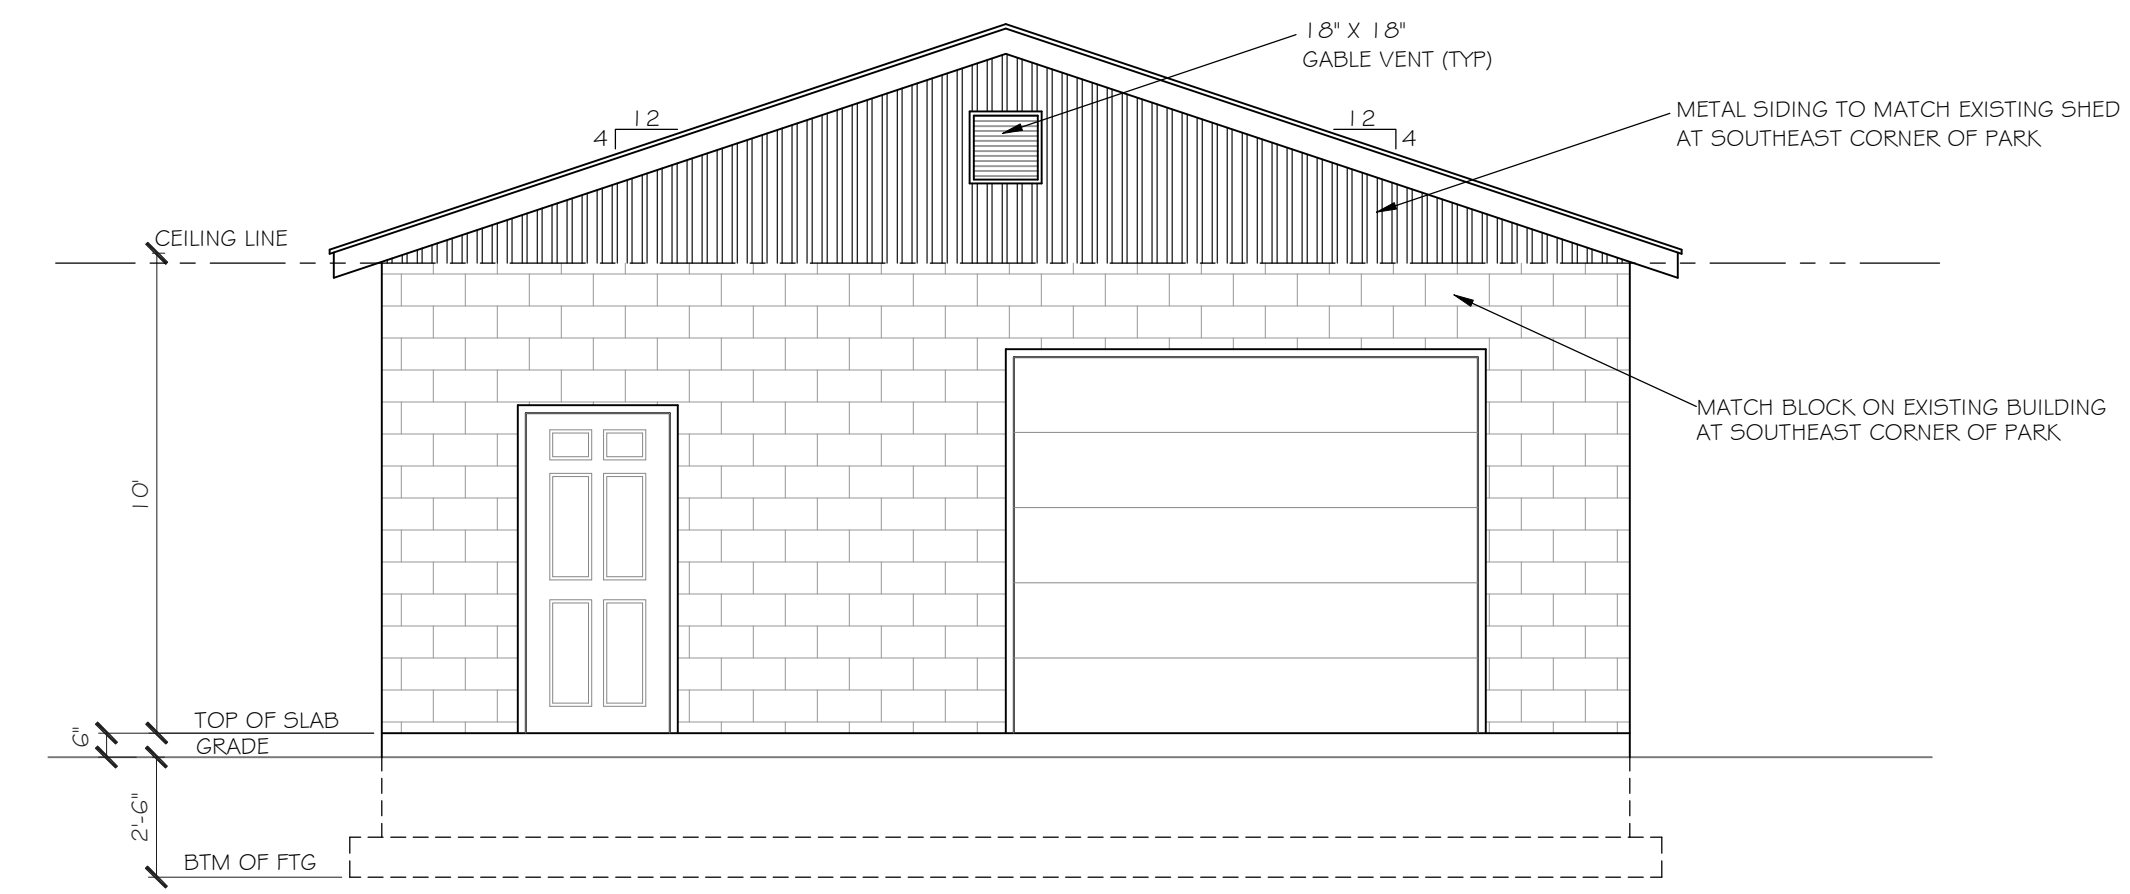 18" X 18"
GABLE VENT (TYP)
12
4
12
4
METAL SIDING TO MATCH EXISTING SHED
AT SOUTHEAST CORNER OF PARK
CEILING LINE
MATCH BLOCK ON EXISTING BUILDING
AT SOUTHEAST CORNER OF PARK
10'
TOP OF SLAB
6"
GRADE
2'-6"
BTM OF FTG